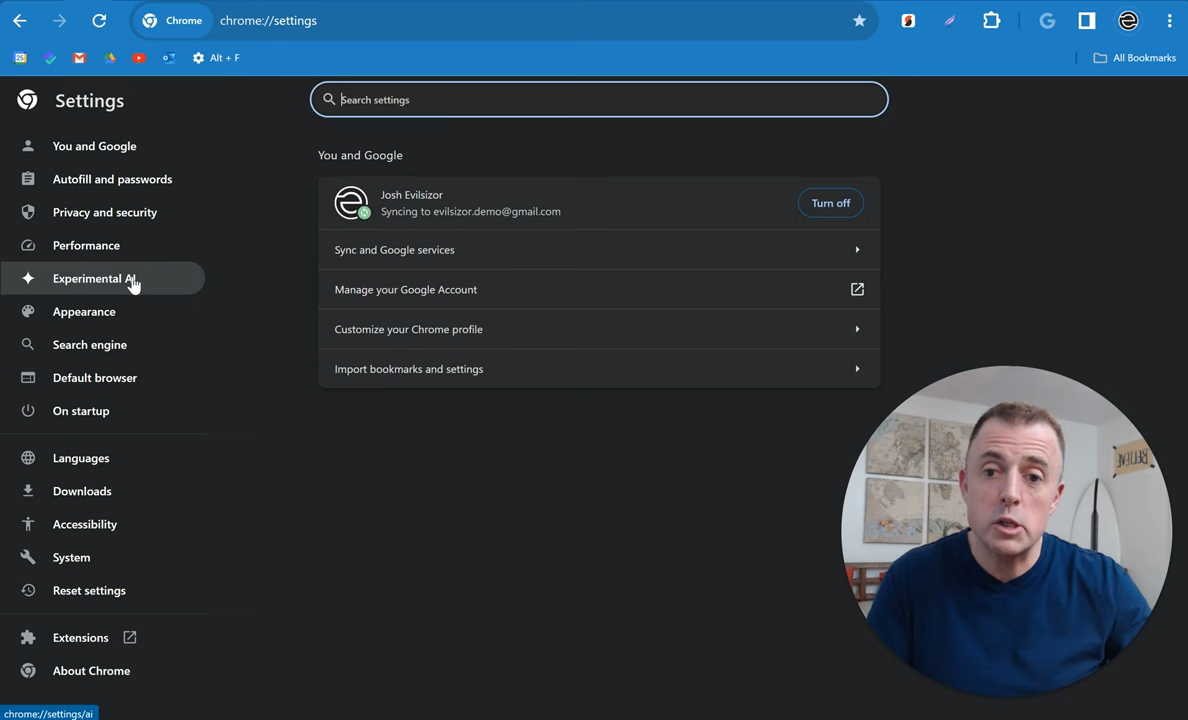 Chrome
chrome://settings
Alt + F
All Bookmarks
Settings
Search settings
You and Google
Autofill and passwords
Privacy and security
Performance
Experimental AI
Appearance
Search engine
Default browser
On startup
Languages
Downloads
Accessibility
System
Reset settings
Extensions
About Chrome
You and Google
Josh Evilsizor
Syncing to evilsizor.demo@gmail.com
Turn off
Sync and Google services
Manage your Google Account
Customize your Chrome profile
Import bookmarks and settings
BELIEVE
chrome://settings/ai